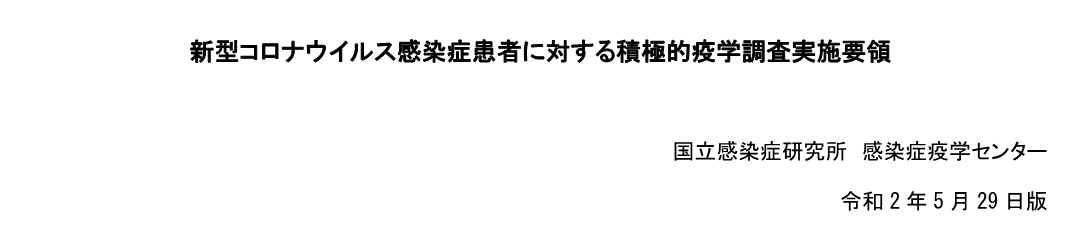 新型コロナウイルス感染症患者に対する積極的疫学調査実施要領
国立感染症研究所　感染症疫学センター
令和 2 年 5 月 29 日版